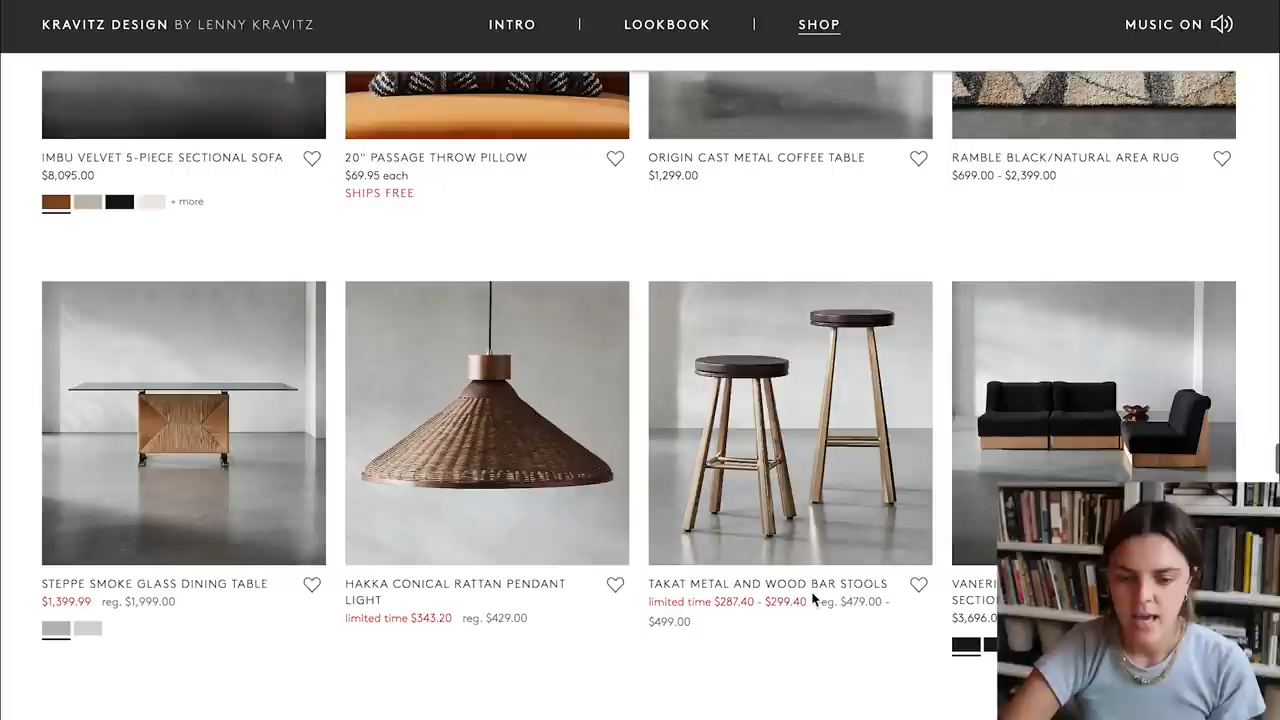 KRAVITZ DESIGN BY LENNY KRAVITZ
INTRO
LOOKBOOK
SHOP
MUSIC ON
IMBU VELVET 5-PIECE SECTIONAL SOFA
$8,095.00
+ more
20" PASSAGE THROW PILLOW
$69.95 each
SHIPS FREE
ORIGIN CAST METAL COFFEE TABLE
$1,299.00
RAMBLE BLACK/NATURAL AREA RUG
$699.00 - $2,399.00
STEPPE SMOKE GLASS DINING TABLE
$1,399.99 reg. $1,999.00
HAKKA CONICAL RATTAN PENDANT
LIGHT
limited time $343.20 reg. $429.00
TAKAT METAL AND WOOD BAR STOOLS
limited time $287.40 - $299.40 reg. $479.00 -
$499.00
VANERI
SECTIO
$3,696.0